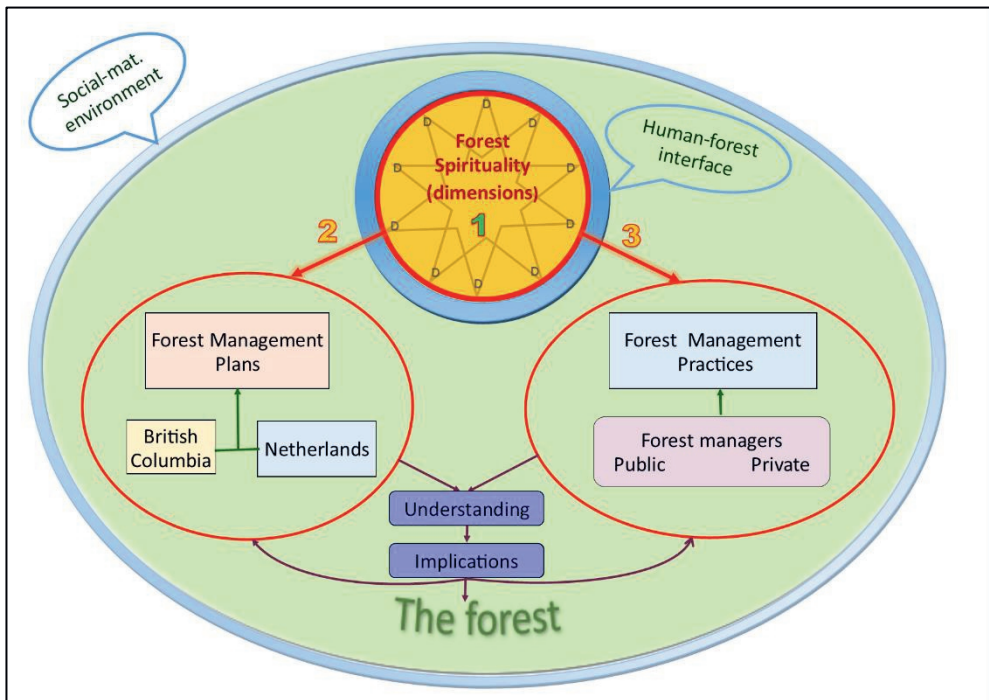 Social-mat.
environment
Human-forest
interface
D
D
D
D
D
D
D
D
D
D
D
Forest
Spirituality
(dimensions)
1
2
3
Forest Management
Plans
British
Columbia
Netherlands
Forest Management
Practices
Forest managers
Public Private
Understanding
Implications
The forest